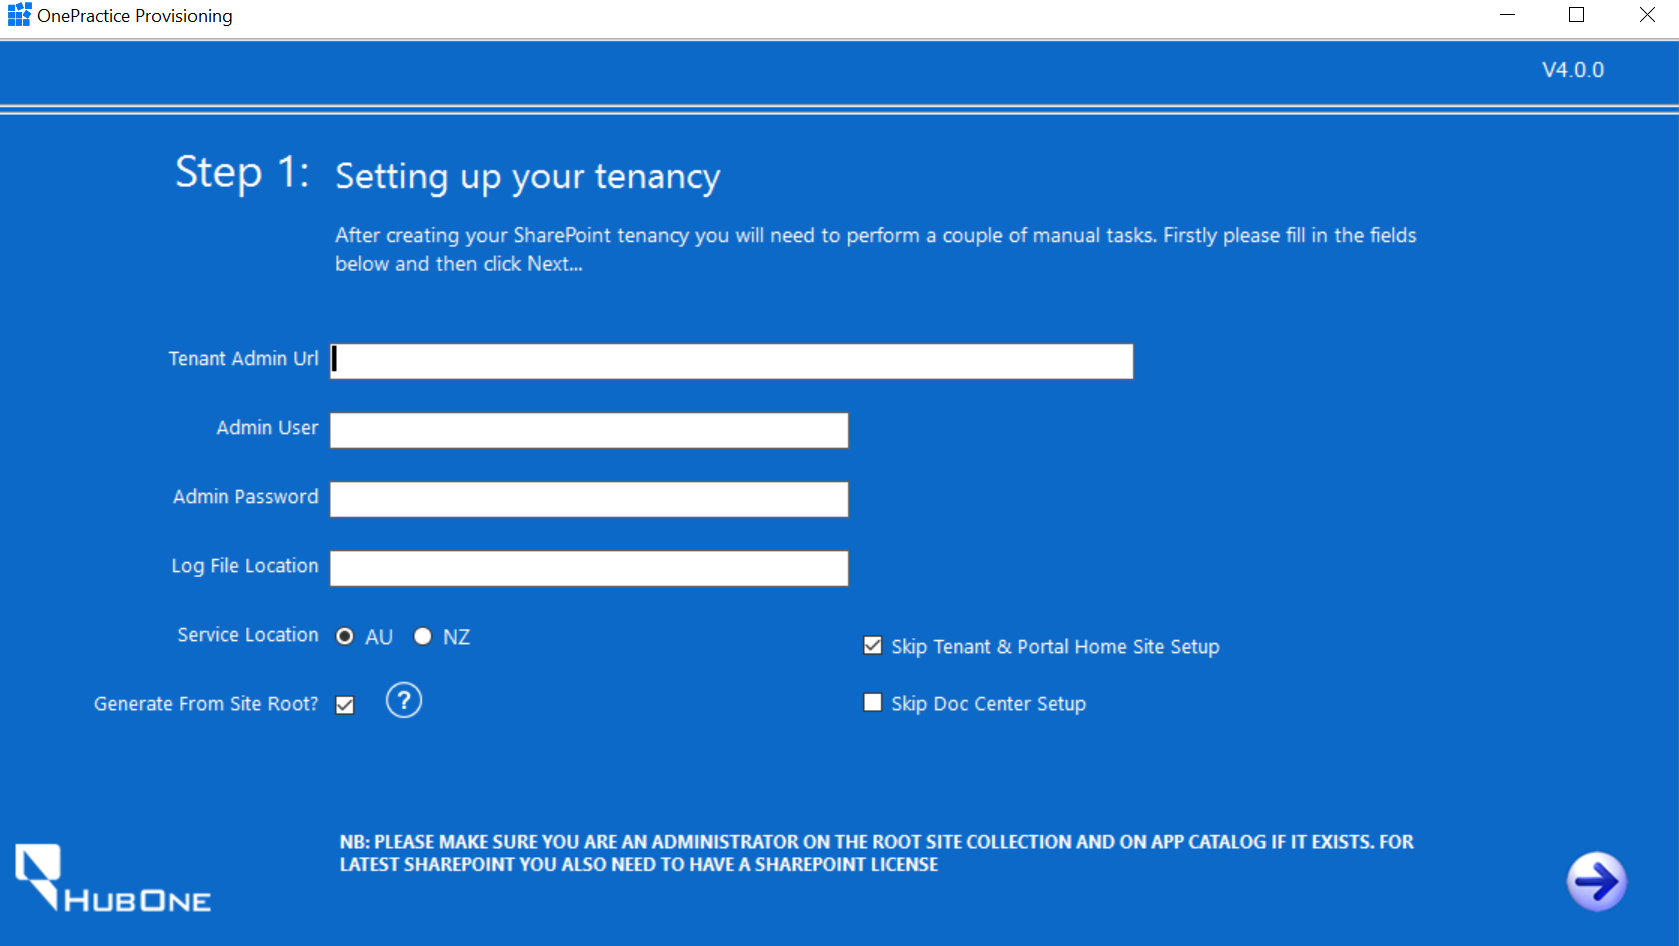 OnePractice Provisioning
V4.0.0
Step 1: Setting up your tenancy
After creating your SharePoint tenancy you will need to perform a couple of manual tasks. Firstly please fill in the fields
below and then click Next...
Tenant Admin Url
Admin User
Admin Password
Log File Location
Service Location AU NZ
Skip Tenant & Portal Home Site Setup
Generate From Site Root? ?
Skip Doc Center Setup
NB: PLEASE MAKE SURE YOU ARE AN ADMINISTRATOR ON THE ROOT SITE COLLECTION AND ON APP CATALOG IF IT EXISTS. FOR
LATEST SHAREPOINT YOU ALSO NEED TO HAVE A SHAREPOINT LICENSE
HUBONE